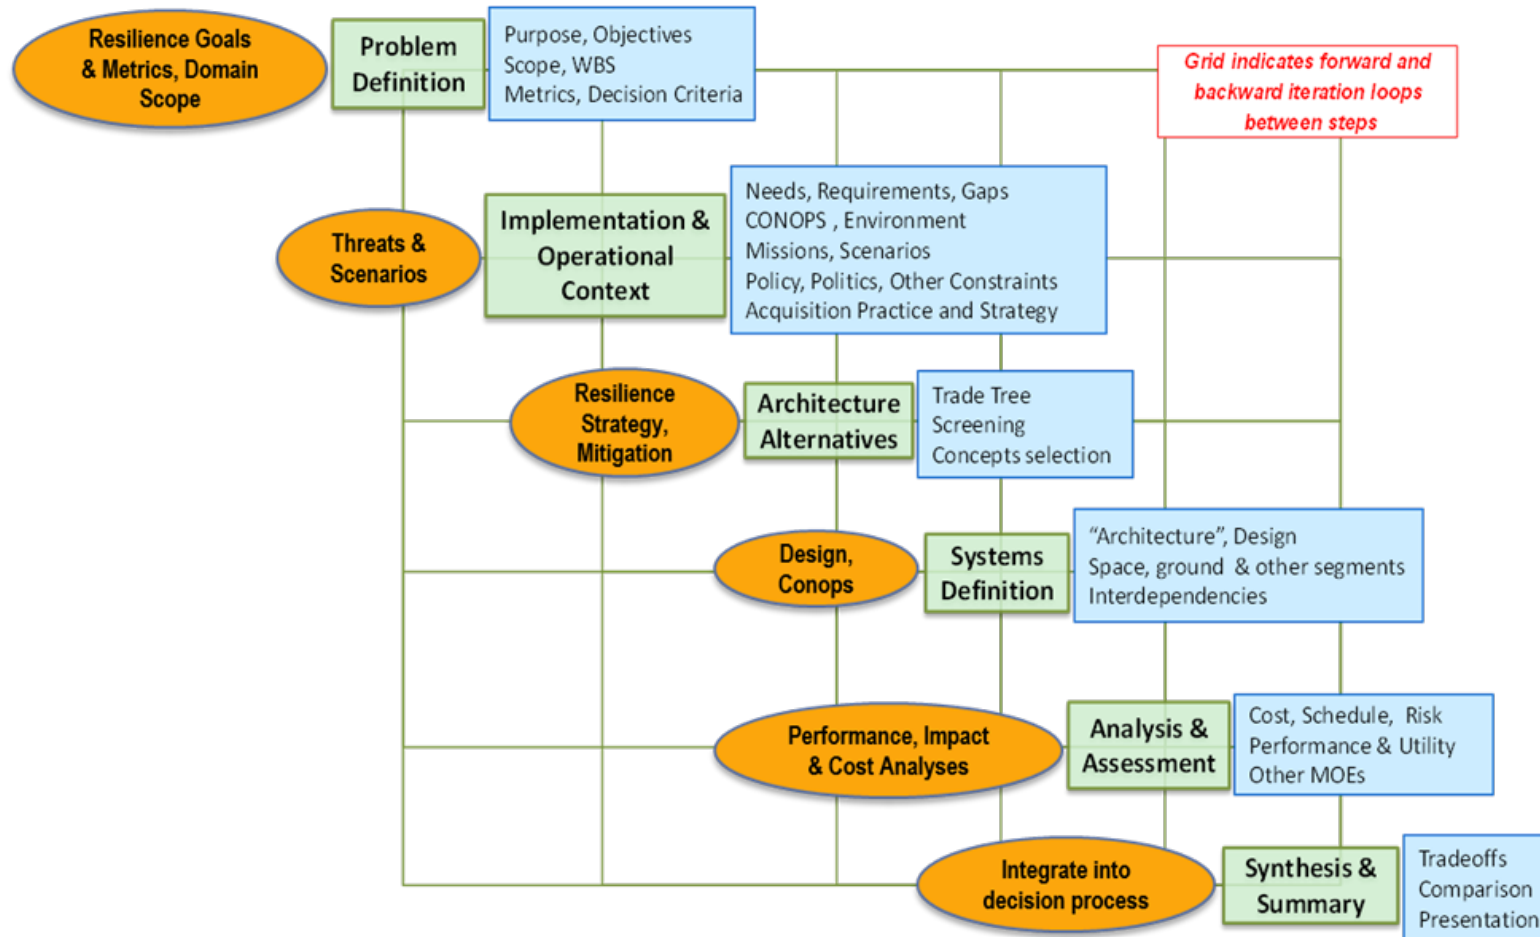 Resilience Goals
& Metrics, Domain
Scope
Problem
Definition
Purpose, Objectives
Scope, WBS
Metrics, Decision Criteria
Grid indicates forward and
backward iteration loops
between steps
Threats &
Scenarios
Implementation &
Operational
Context
Needs, Requirements, Gaps
CONOPS , Environment
Missions, Scenarios
Policy, Politics, Other Constraints
Acquisition Practice and Strategy
Resilience
Strategy,
Mitigation
Architecture
Alternatives
Trade Tree
Screening
Concepts selection
Design,
Conops
Systems
Definition
“Architecture”, Design
Space, ground & other segments
Interdependencies
Performance, Impact
& Cost Analyses
Analysis &
Assessment
Cost, Schedule, Risk
Performance & Utility
Other MOEs
Integrate into
decision process
Synthesis &
Summary
Tradeoffs
Comparison
Presentation